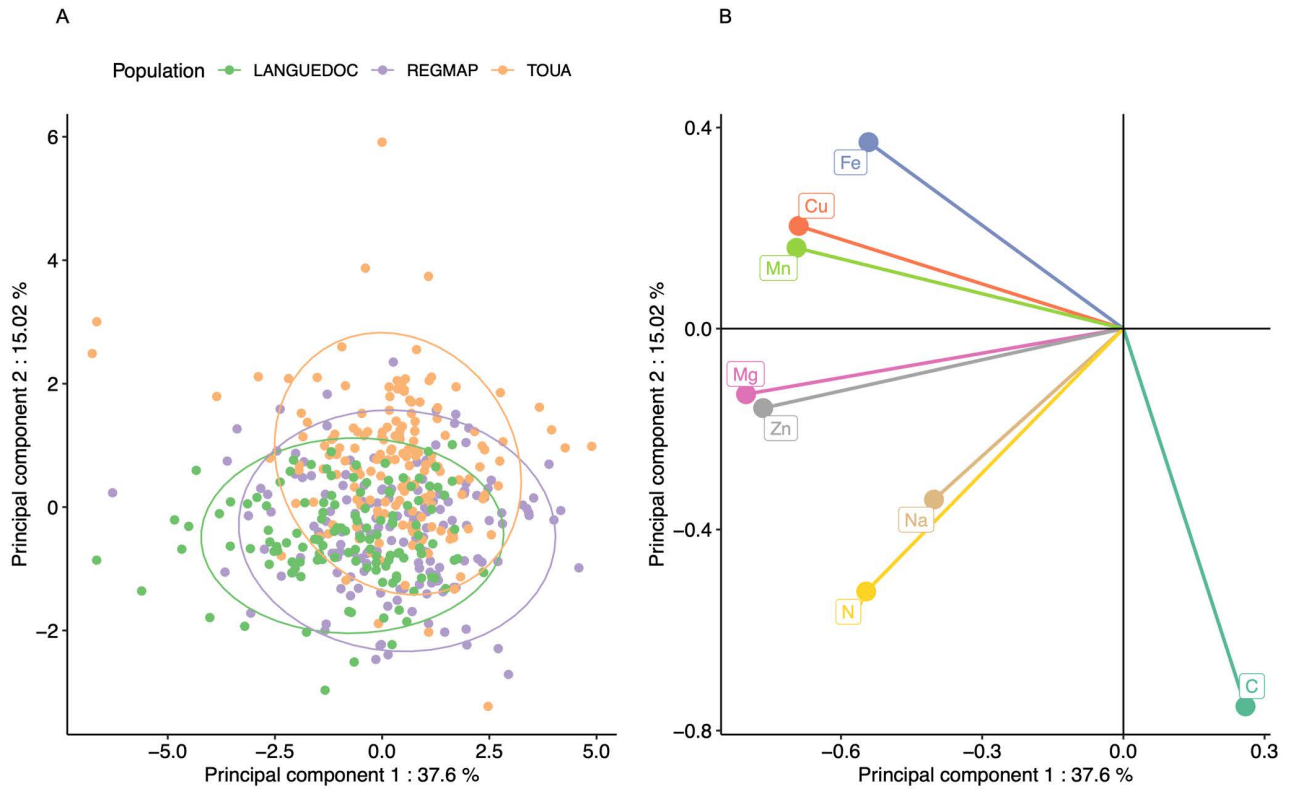 A
B
Population LANGUEDOC REGMAP TOUA
6
4
2
0
−2
−5.0 −2.5 0.0 2.5 5.0
Principal component 1 : 37.6 %
Principal component 2 : 15.02 %
0.4
0.0
−0.4
−0.8
−0.6 −0.3 0.0 0.3
Principal component 1 : 37.6 %
Principal component 2 : 15.02 %
Fe
Cu
Mn
Mg
Zn
Na
N
C